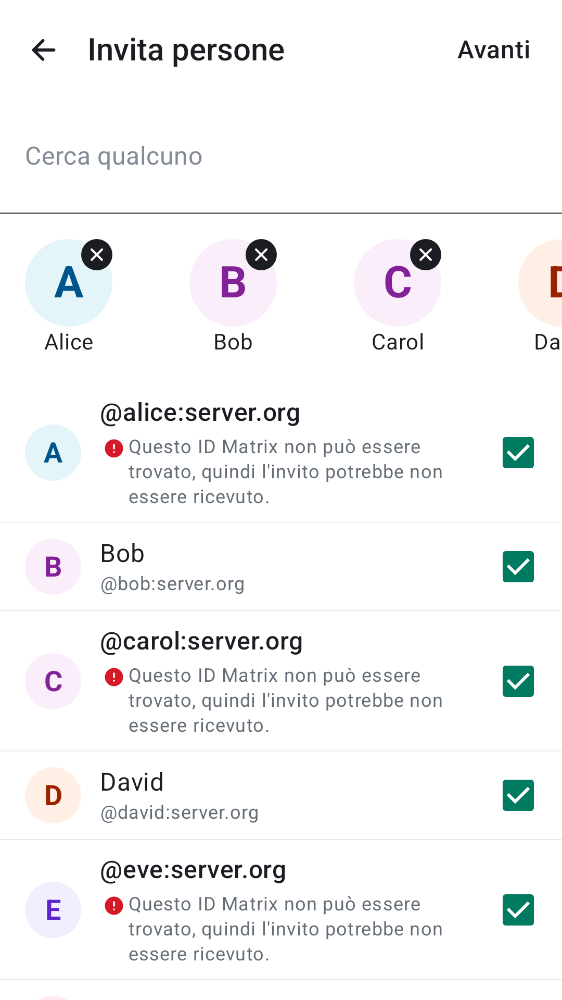 Invita persone
Avanti
Cerca qualcuno
A
B
C
Alice
Bob
Carol
Da
@alice:server.org
A
Questo ID Matrix non può essere
trovato, quindi l'invito potrebbe non
essere ricevuto.
B
Bob
@bob:server.org
@carol:server.org
C
Questo ID Matrix non può essere
trovato, quindi l'invito potrebbe non
essere ricevuto.
D
David
@david:server.org
@eve:server.org
E
Questo ID Matrix non può essere
trovato, quindi l'invito potrebbe non
essere ricevuto.